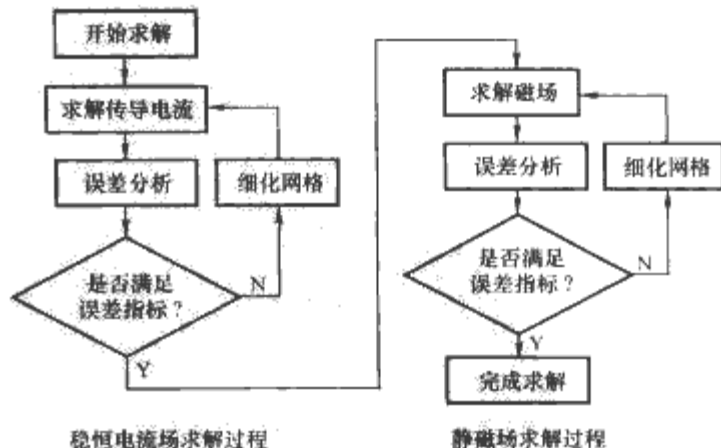 开始求解
求解传导电流
误差分析
细化网格
是否满足
误差指标?
N
Y
稳恒电流场求解过程
求解磁场
误差分析
细化网格
是否满足
误差指标?
N
Y
完成求解
静磁场求解过程